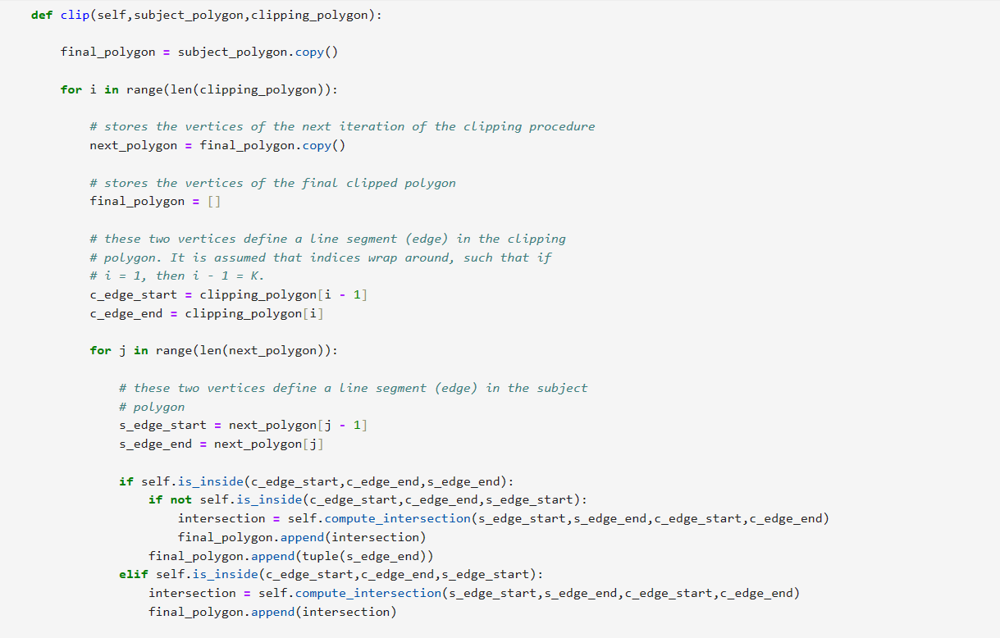 def clip(self,subject_polygon,clipping_polygon):
final_polygon = subject_polygon.copy()
for i in range(len(clipping_polygon)):
# stores the vertices of the next iteration of the clipping procedure
next_polygon = final_polygon.copy()
# stores the vertices of the final clipped polygon
final_polygon = []
# these two vertices define a line segment (edge) in the clipping
# polygon. It is assumed that indices wrap around, such that if
# i = 1, then i - 1 = K.
c_edge_start = clipping_polygon[i - 1]
c_edge_end = clipping_polygon[i]
for j in range(len(next_polygon)):
# these two vertices define a line segment (edge) in the subject
# polygon
s_edge_start = next_polygon[j - 1]
s_edge_end = next_polygon[j]
if self.is_inside(c_edge_start,c_edge_end,s_edge_end):
if not self.is_inside(c_edge_start,c_edge_end,s_edge_start):
intersection = self.compute_intersection(s_edge_start,s_edge_end,c_edge_start,c_edge_end)
final_polygon.append(intersection)
final_polygon.append(tuple(s_edge_end))
elif self.is_inside(c_edge_start,c_edge_end,s_edge_start):
intersection = self.compute_intersection(s_edge_start,s_edge_end,c_edge_start,c_edge_end)
final_polygon.append(intersection)